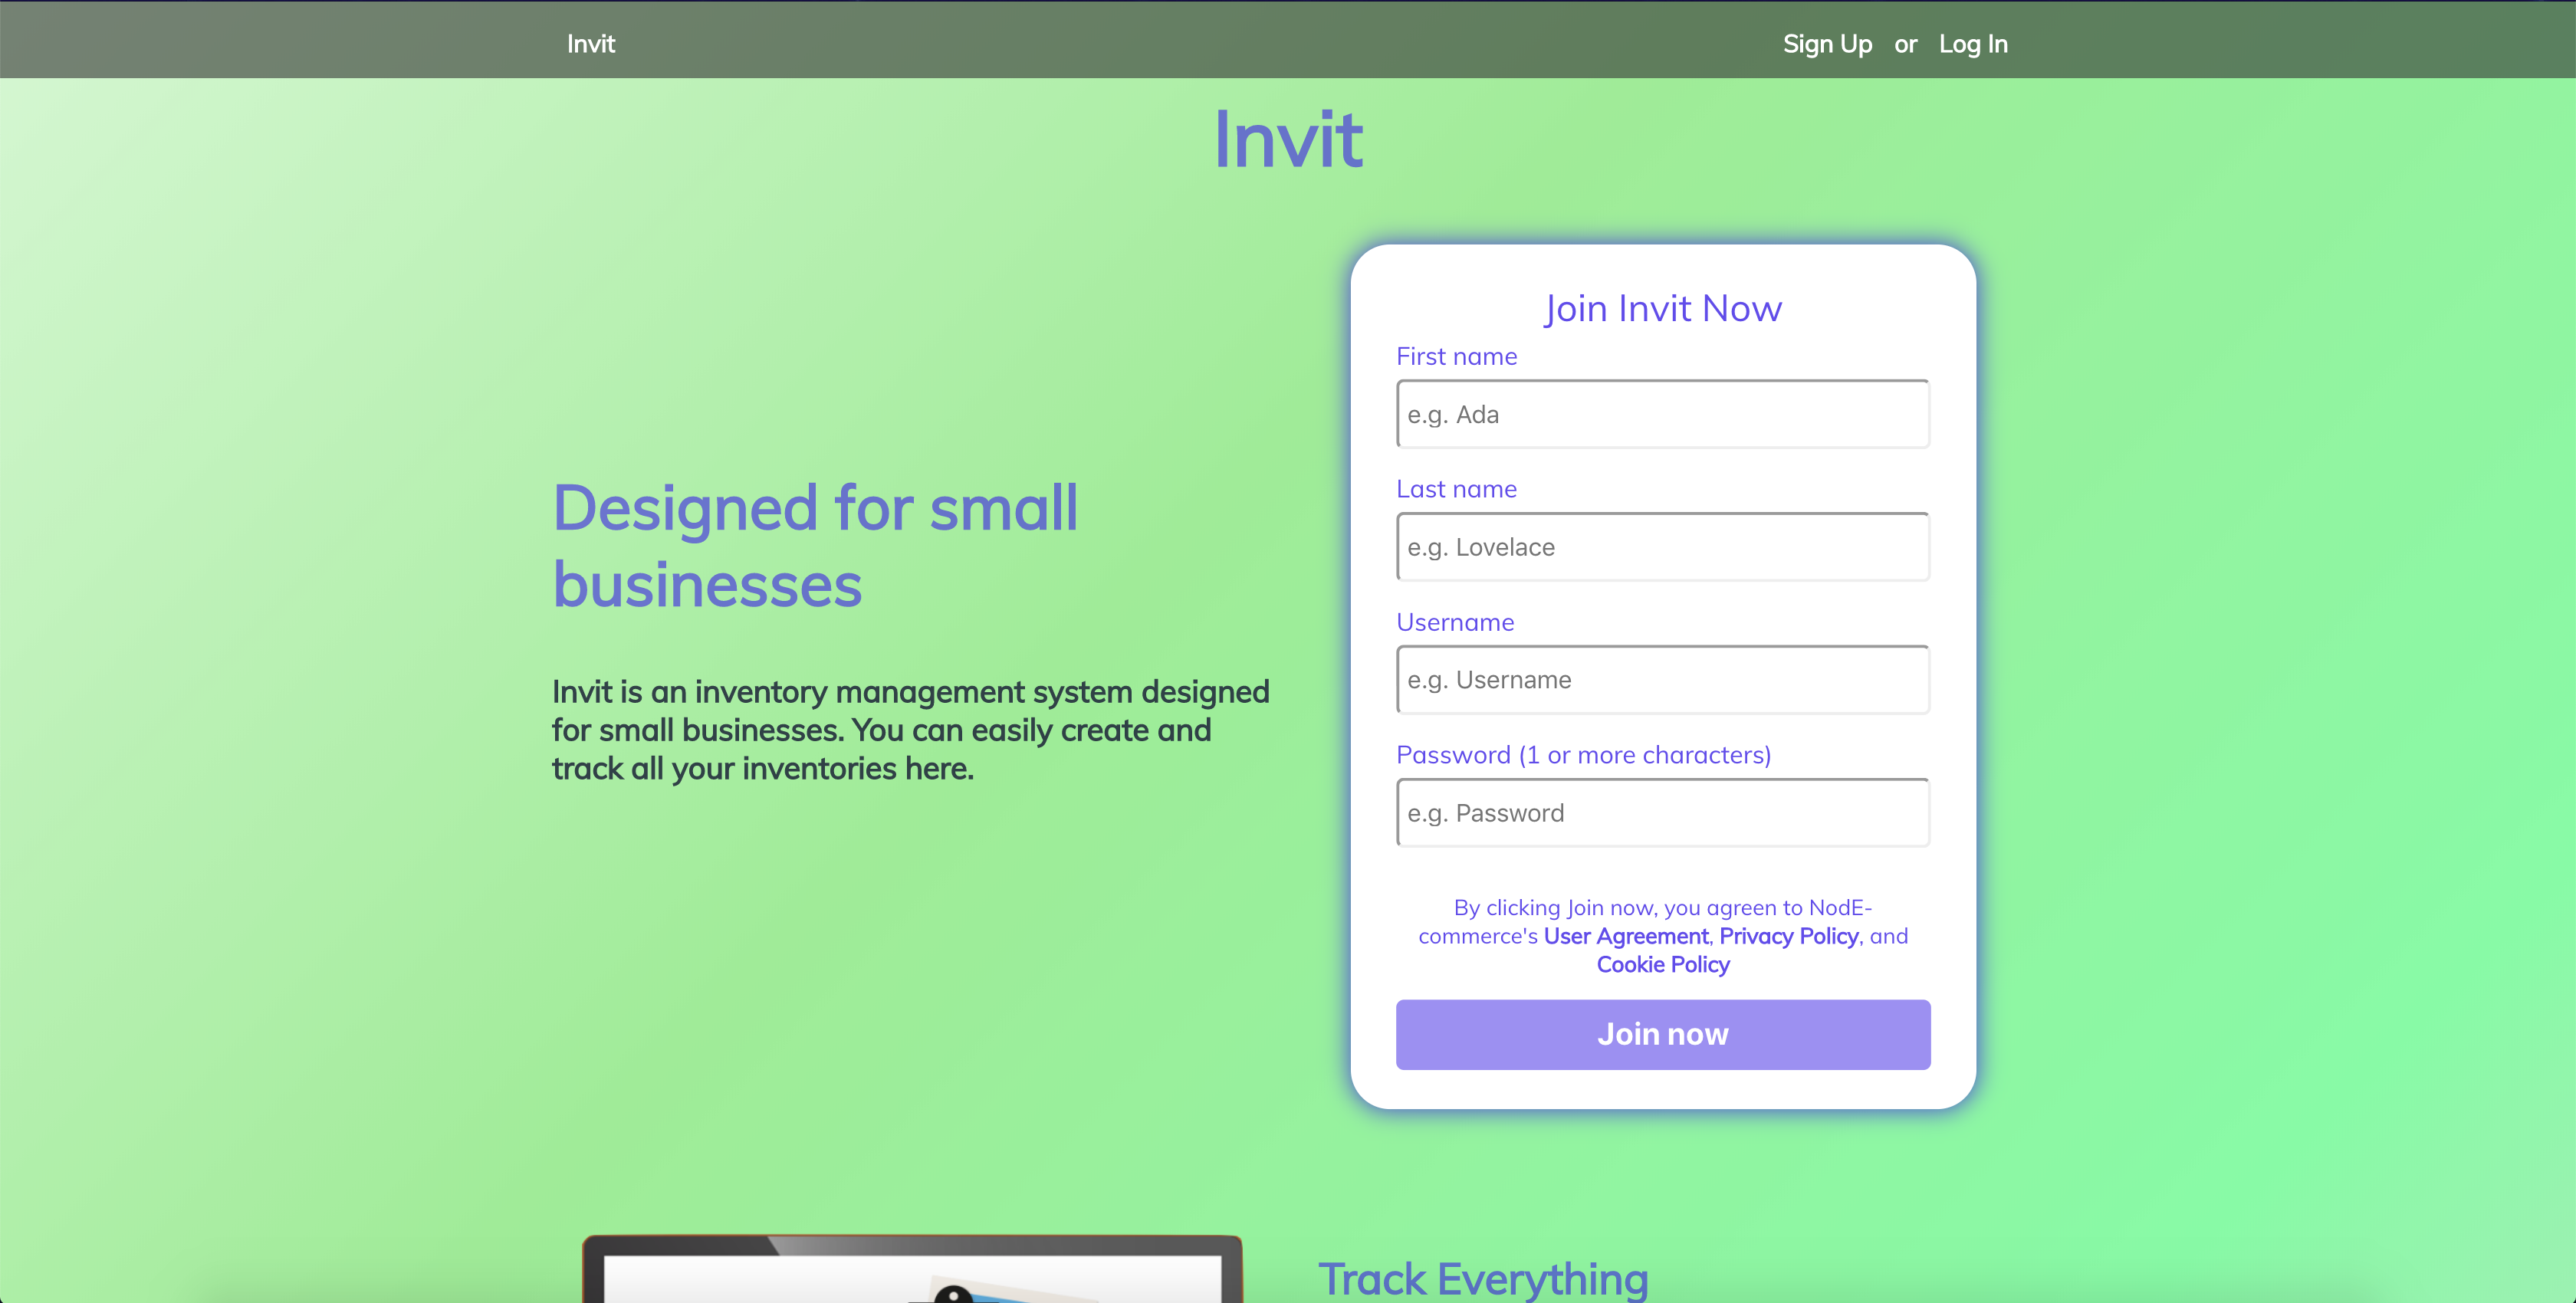 Invit
Sign Up or Log In
Invit
Designed for small
businesses
Invit is an inventory management system designed
for small businesses. You can easily create and
track all your inventories here.
Join Invit Now
First name
e.g. Ada
Last name
e.g. Lovelace
Username
e.g. Username
Password (1 or more characters)
e.g. Password
By clicking Join now, you agreen to NodE-
commerce's User Agreement, Privacy Policy, and
Cookie Policy
Join now
Track Everything